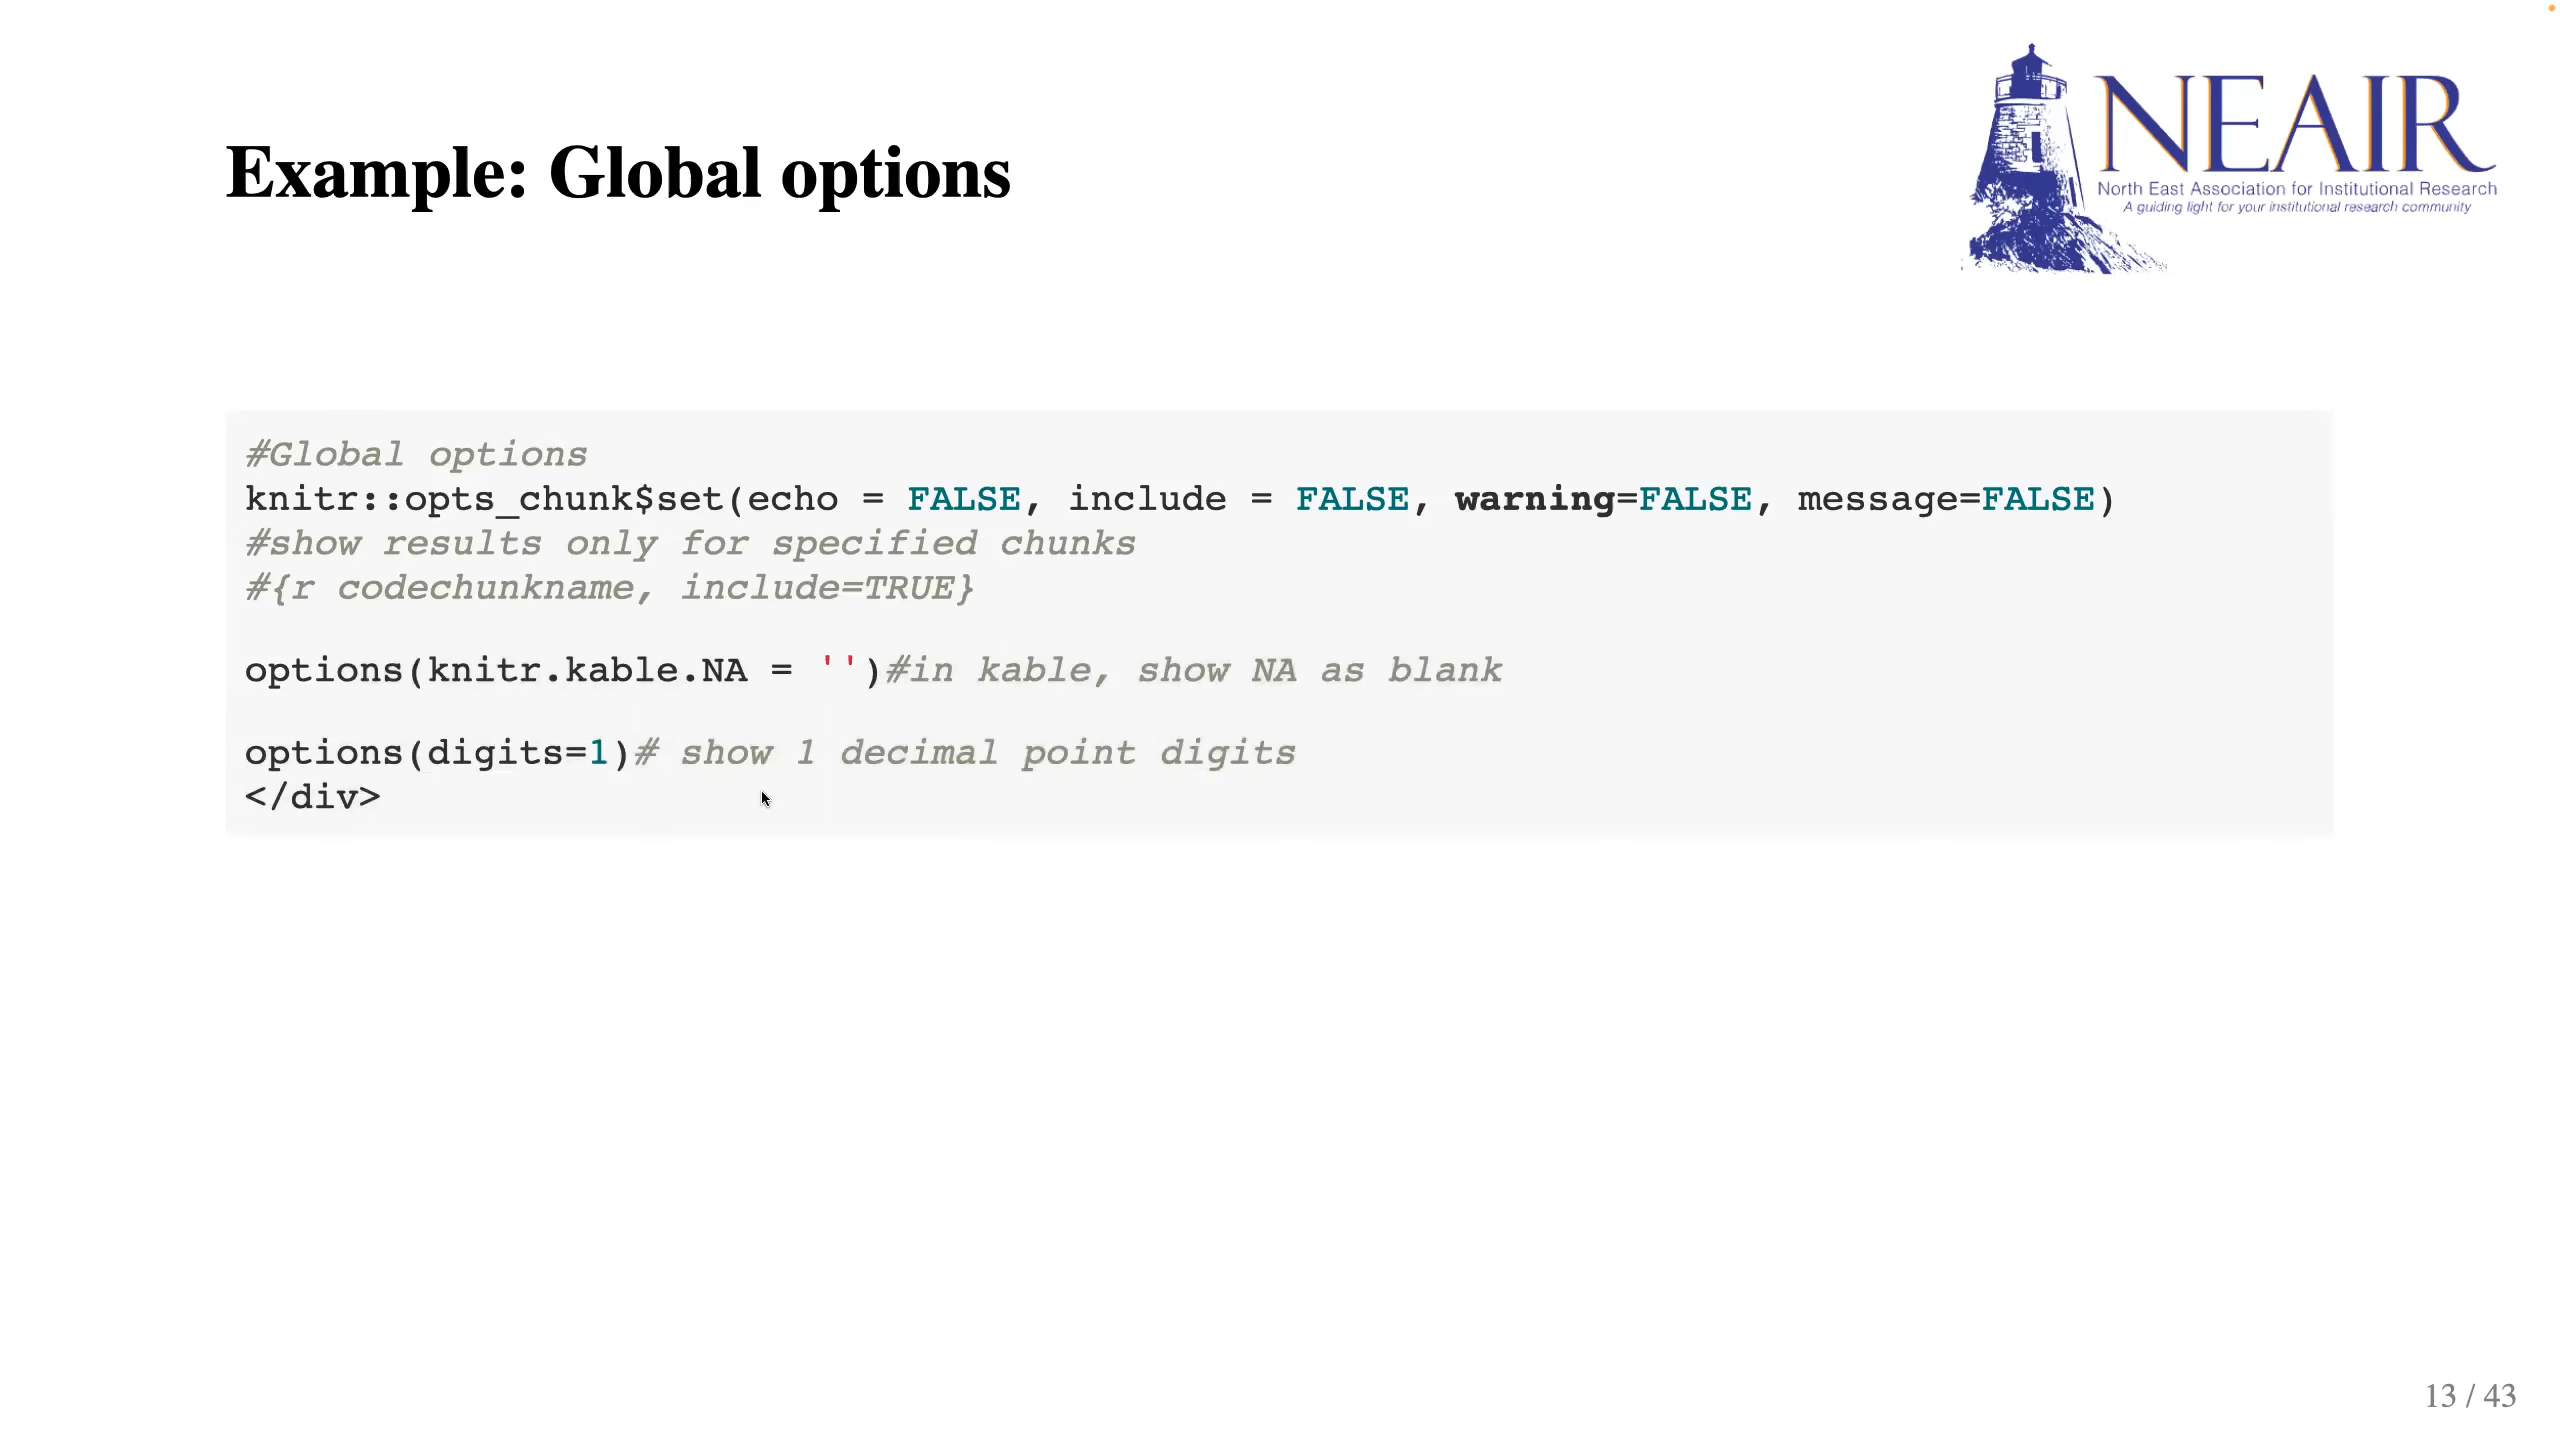 NEAIR
North East Association for Institutional Research
A guiding light for your institutional research community
Example: Global options
#Global options
knitr::opts_chunk$set(echo = FALSE, include = FALSE, warning=FALSE, message=FALSE)
#show results only for specified chunks
#{r codechunkname, include=TRUE}
options(knitr.kable.NA = '')#in kable, show NA as blank
options(digits=1)# show 1 decimal point digits
</div>
13 / 43